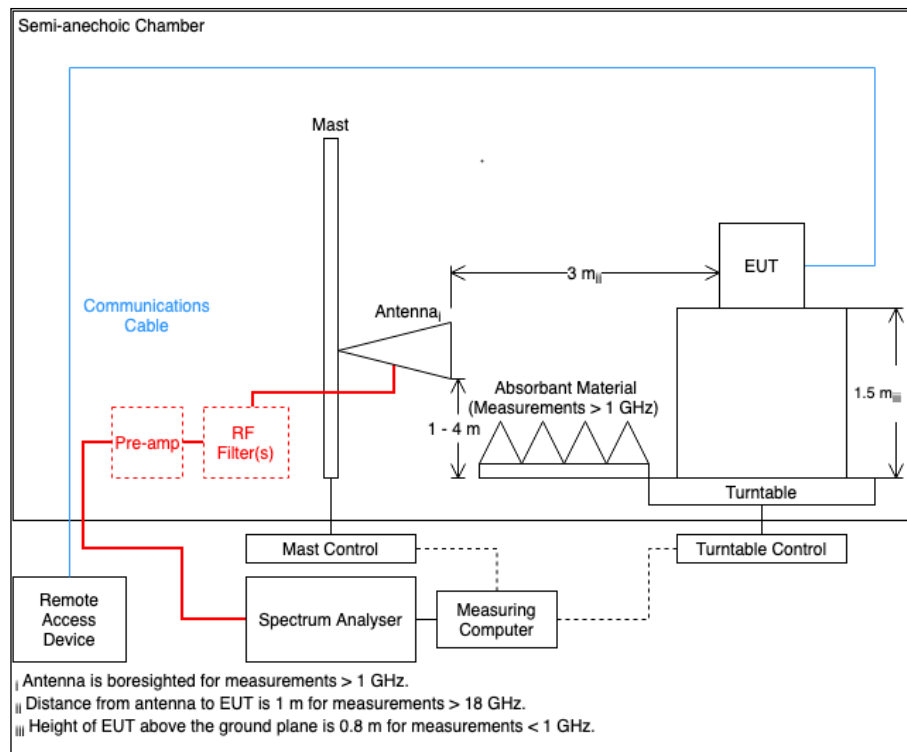 Semi-anechoic Chamber
Mast
EUT
3 mii
Communications
Cable
Antennai
Absorbant Material
(Measurements > 1 GHz)
1.5 miii
1 - 4 m
Pre-amp
RF
Filter(s)
Turntable
Mast Control
Turntable Control
Remote
Access
Device
Spectrum Analyser
Measuring
Computer
i Antenna is boresighted for measurements > 1 GHz.
ii Distance from antenna to EUT is 1 m for measurements > 18 GHz.
iii Height of EUT above the ground plane is 0.8 m for measurements < 1 GHz.